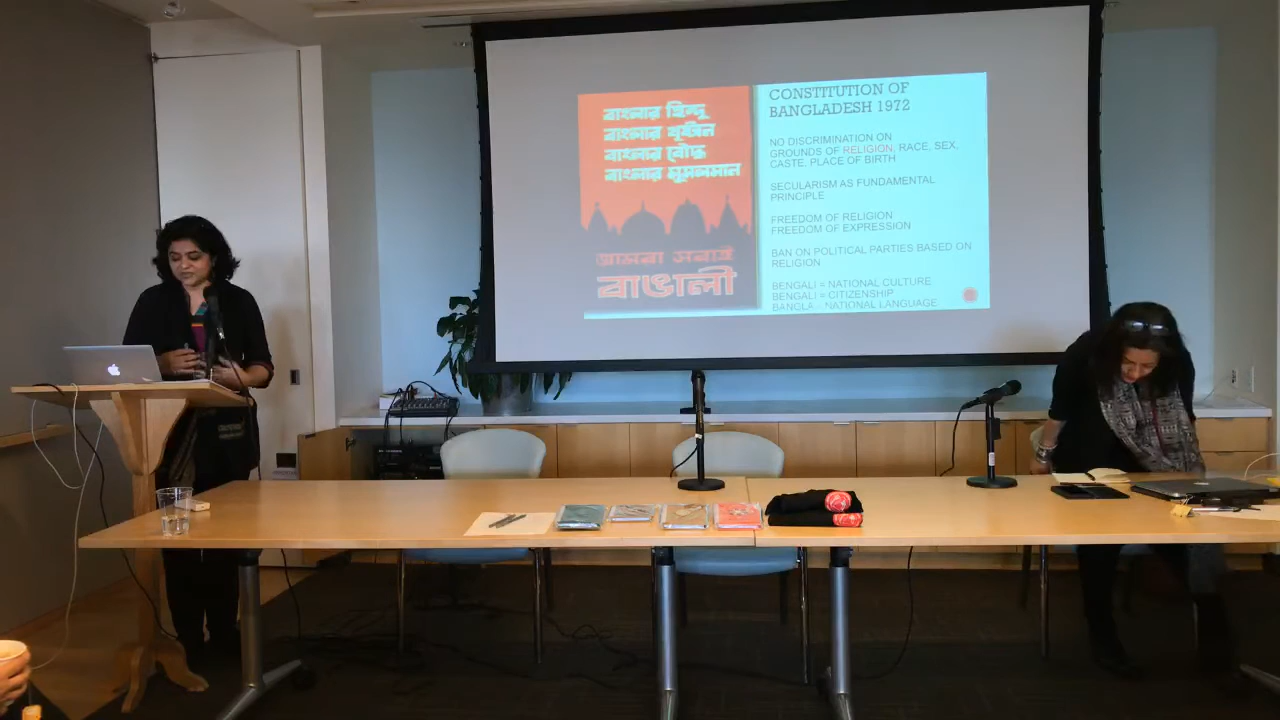 বাংলার হিন্দু
বাংলার খৃষ্টান
বাংলার বৌদ্ধ
বাংলার মুসলমান
আমরা সবাই
বাঙালী
CONSTITUTION OF
BANGLADESH 1972
NO DISCRIMINATION ON
GROUNDS OF RELIGION, RACE, SEX,
CASTE, PLACE OF BIRTH
SECULARISM AS FUNDAMENTAL
PRINCIPLE
FREEDOM OF RELIGION
FREEDOM OF EXPRESSION
BAN ON POLITICAL PARTIES BASED ON
RELIGION
BENGALI = NATIONAL CULTURE
BENGALI = CITIZENSHIP
BANGLA = NATIONAL LANGUAGE